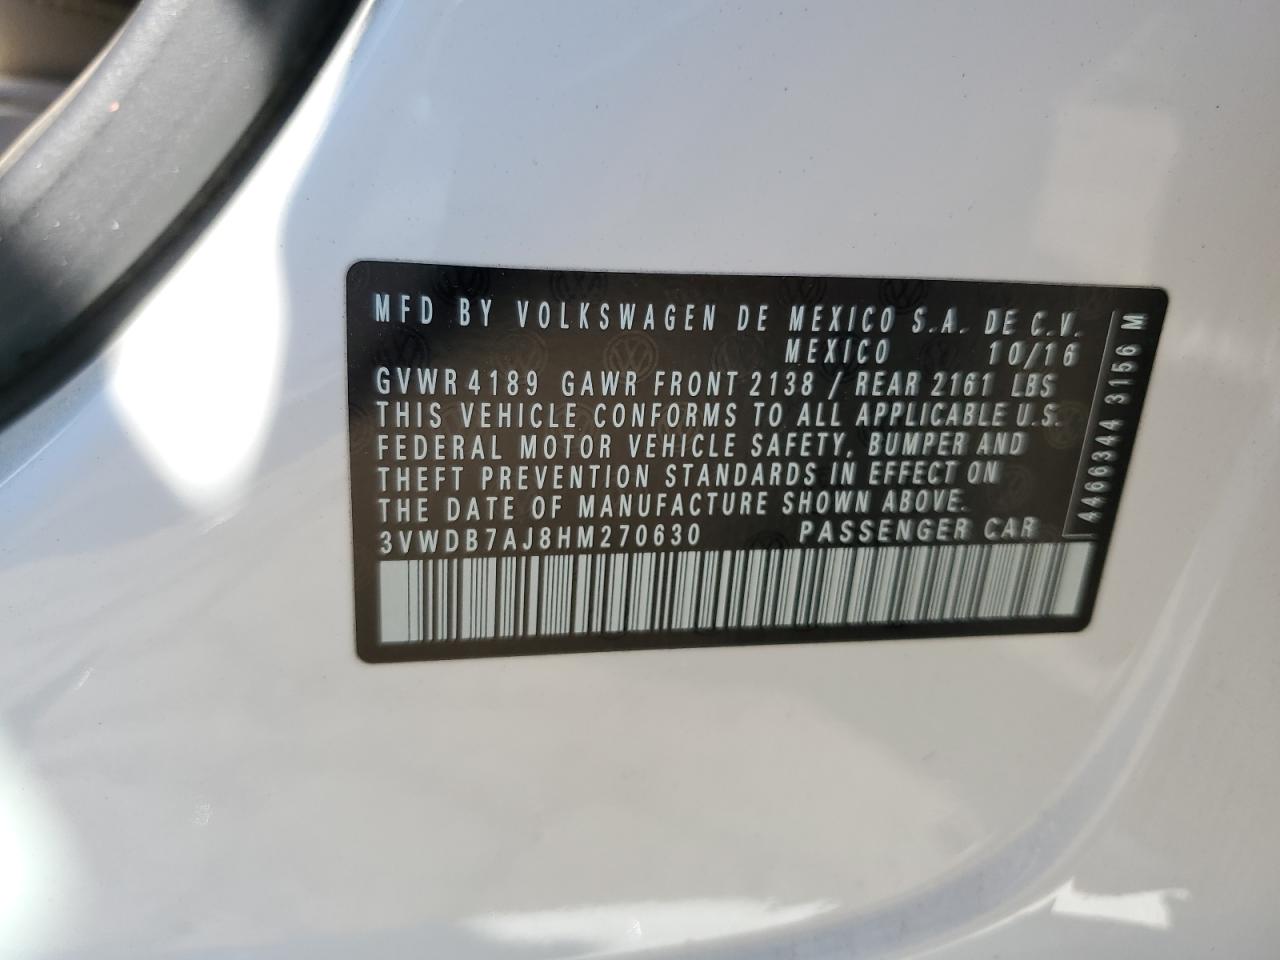 MFD BY VOLKSWAGEN DE MEXICO S.A. DE C.V.
MEXICO 10/16
GVWR 4189 GAWR FRONT 2138 / REAR 2161 LBS
THIS VEHICLE CONFORMS TO ALL APPLICABLE U.S.
FEDERAL MOTOR VEHICLE SAFETY, BUMPER AND
THEFT PREVENTION STANDARDS IN EFFECT ON
THE DATE OF MANUFACTURE SHOWN ABOVE.
3VWDB7AJ8HM270630 PASSENGER CAR
4466344 3156 M